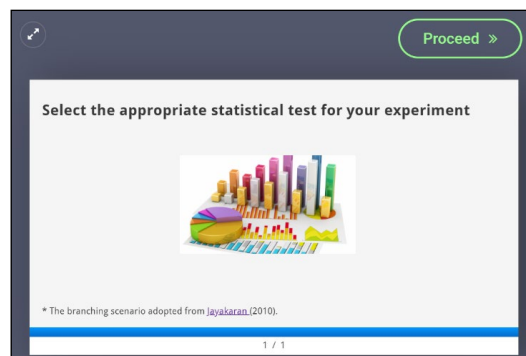 Proceed »
Select the appropriate statistical test for your experiment
* The branching scenario adopted from Jayakaran (2010).
1 / 1